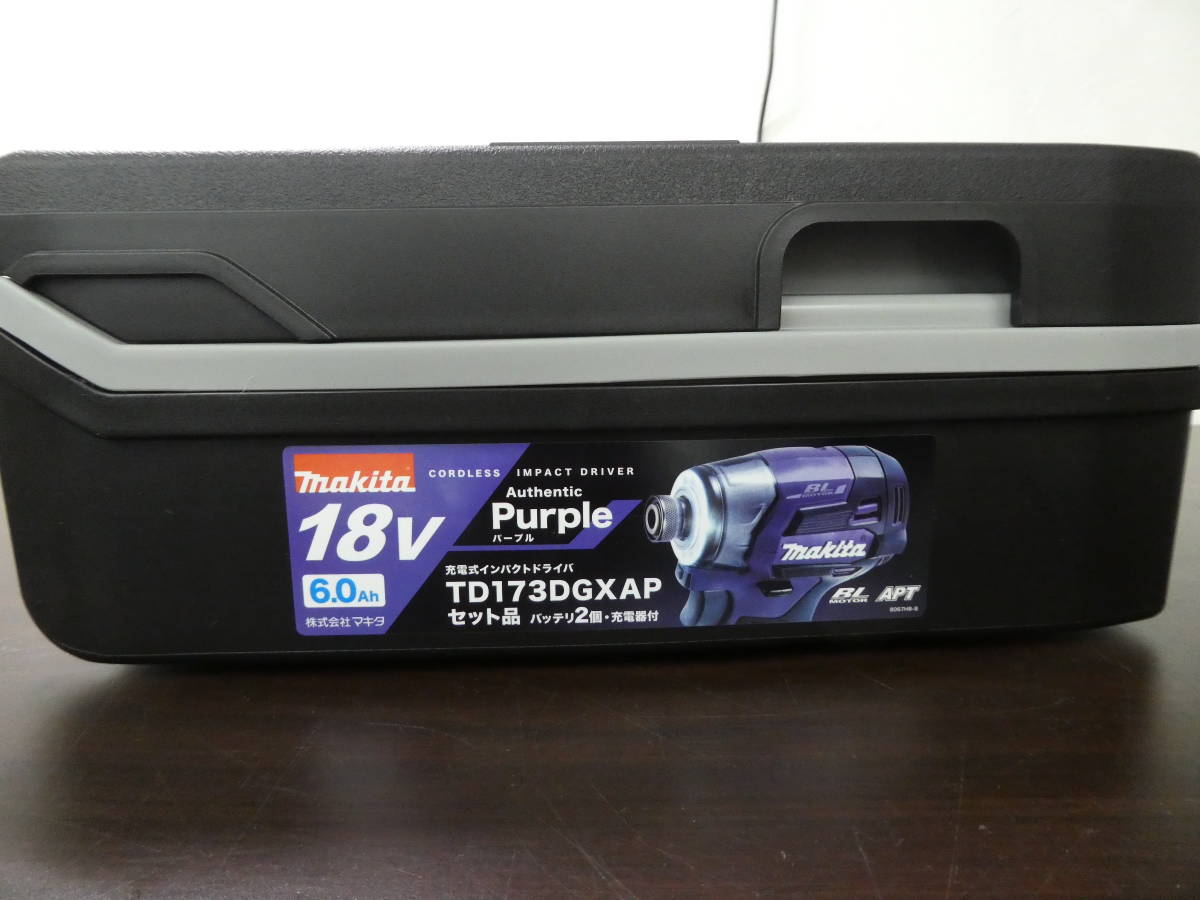 makita
CORDLESS IMPACT DRIVER
18V
Authentic
Purple
パープル
6.0Ah
株式会社マキタ
充電式インパクトドライバ
TD173DGXAP
セット品 バッテリ2個・充電器付
BL
MOTOR
makita
BL
MOTOR
APT